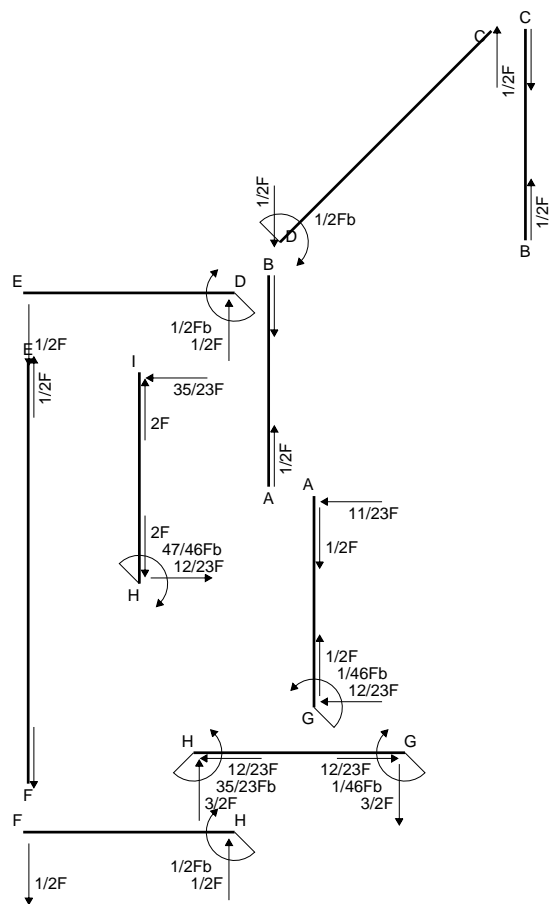 C
C
1/2F
1/2F
D
1/2Fb
1/2F
B
B
E
D
1/2Fb
1/2F
1/2F
E
1/2F
I
35/23F
2F
2F
47/46Fb
12/23F
H
1/2F
A
A
11/23F
1/2F
1/2F
1/46Fb
12/23F
G
H
G
12/23F
35/23Fb
3/2F
12/23F
1/46Fb
3/2F
F
F
H
1/2Fb
1/2F
1/2F